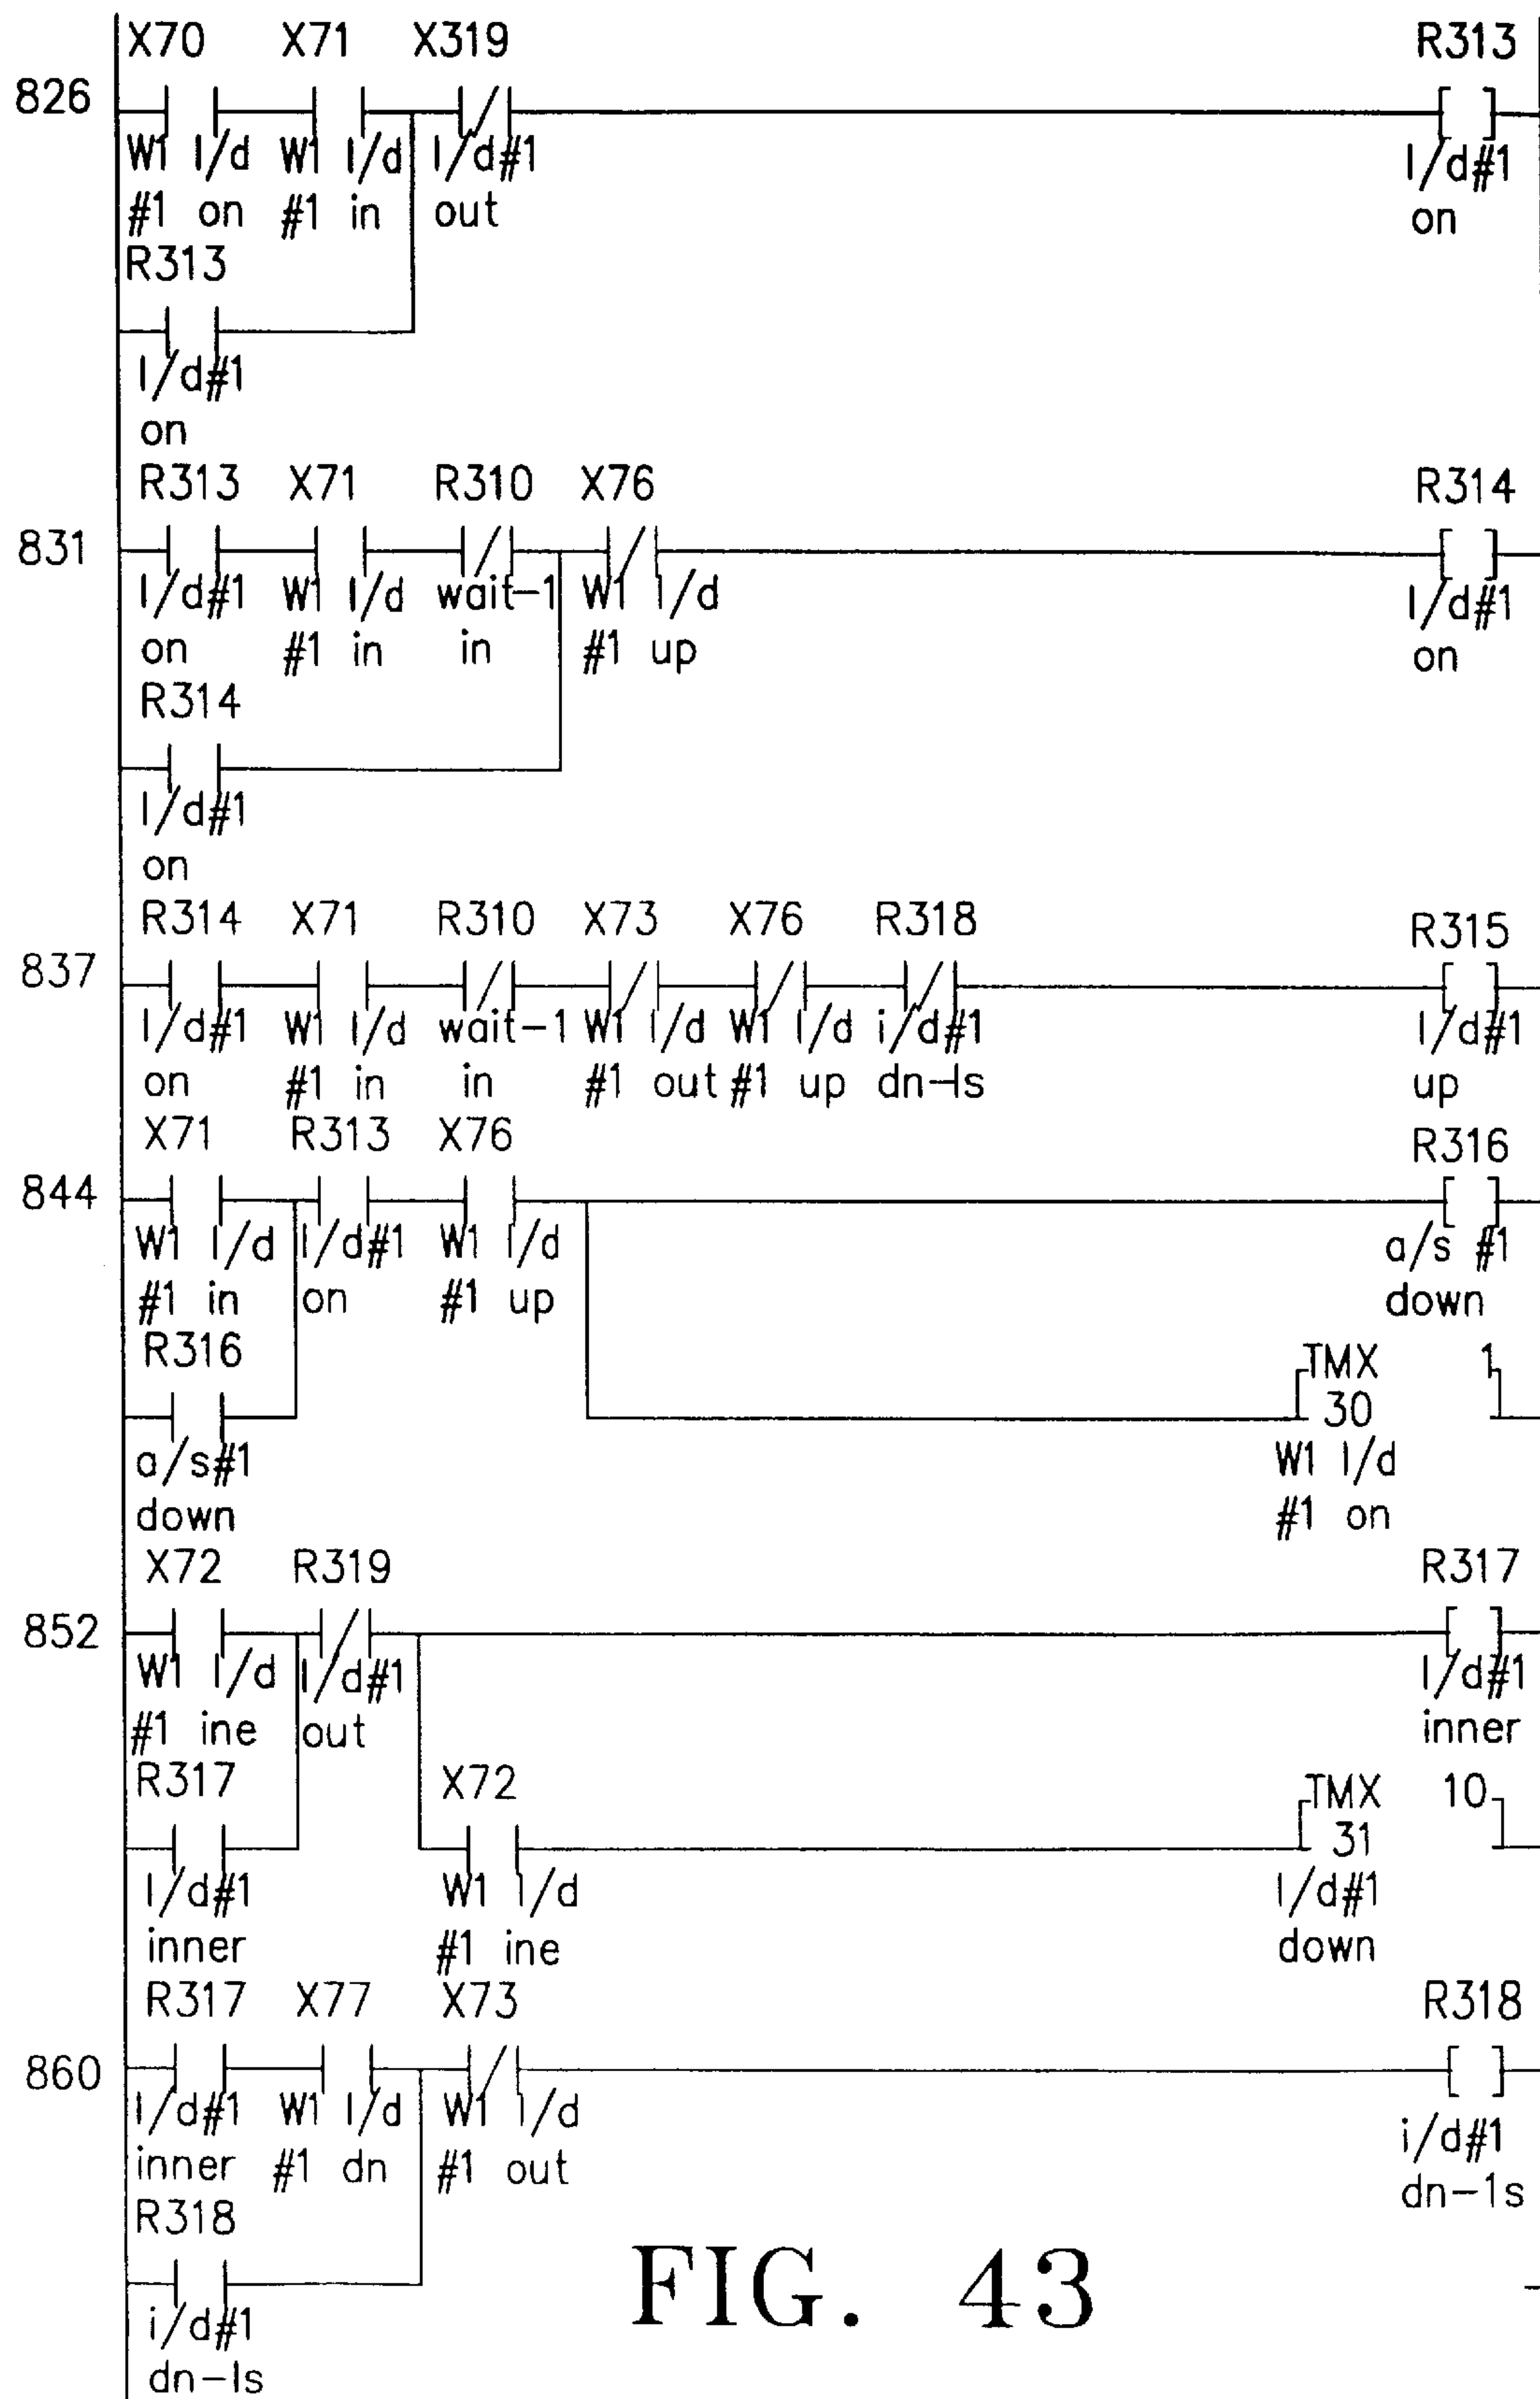 X70 X71 X319 R313
826
W1 l/d W1 l/d l/d#1 l/d#1
#1 on #1 in out on
R313
l/d#1
on
R313 X71 R310 X76 R314
831
l/d#1 W1 l/d wait-1 W1 l/d l/d#1
on #1 in in #1 up on
R314
l/d#1
on
R314 X71 R310 X73 X76 R318 R315
837
l/d#1 W1 l/d wait-1 W1 l/d W1 l/d i/d#1 l/d#1
on #1 in in #1 out #1 up dn-ls up
X71 R313 X76 R316
844
W1 l/d l/d#1 W1 l/d a/s #1
#1 in on #1 up down
R316 TMX 1
30
a/s#1 W1 l/d
down #1 on
X72 R319 R317
852
W1 l/d l/d#1 l/d#1
#1 ine out inner
R317 X72 TMX 10
31
l/d#1 W1 l/d l/d#1
inner #1 ine down
R317 X77 X73 R318
860
l/d#1 W1 l/d W1 l/d i/d#1
inner #1 dn #1 out dn-1s
R318
i/d#1
dn-ls
FIG. 43